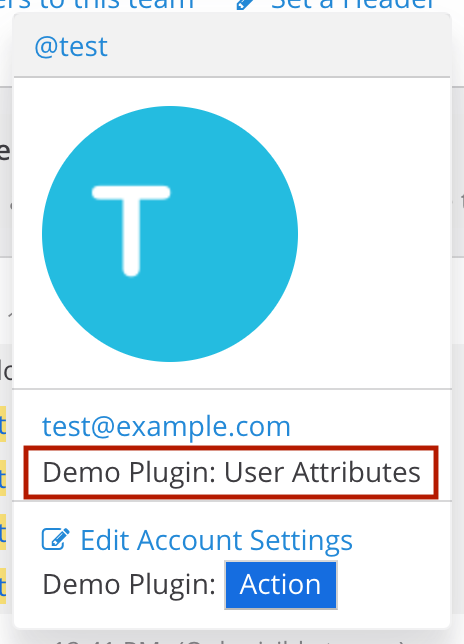 to this team Set a Header
@test
T
test@example.com
Demo Plugin: User Attributes
Edit Account Settings
Demo Plugin: Action